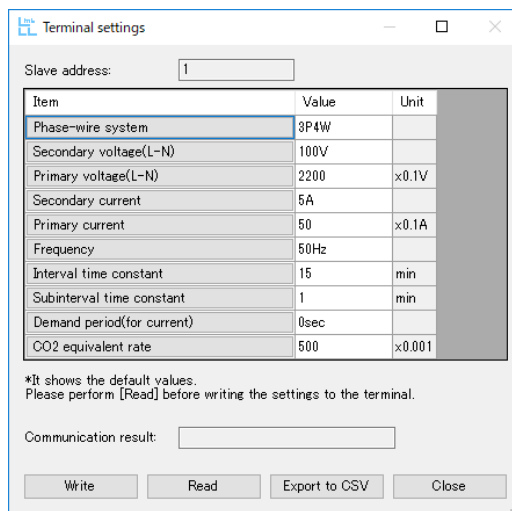 Terminal settings
Slave address: 1
Item Value Unit
Phase-wire system 3P4W
Secondary voltage(L-N) 100V
Primary voltage(L-N) 2200 ×0.1V
Secondary current 5A
Primary current 50 ×0.1A
Frequency 50Hz
Interval time constant 15 min
Subinterval time constant 1 min
Demand period(for current) 0sec
CO2 equivalent rate 500 ×0.001
*It shows the default values.
Please perform [Read] before writing the settings to the terminal.
Communication result:
Write Read Export to CSV Close